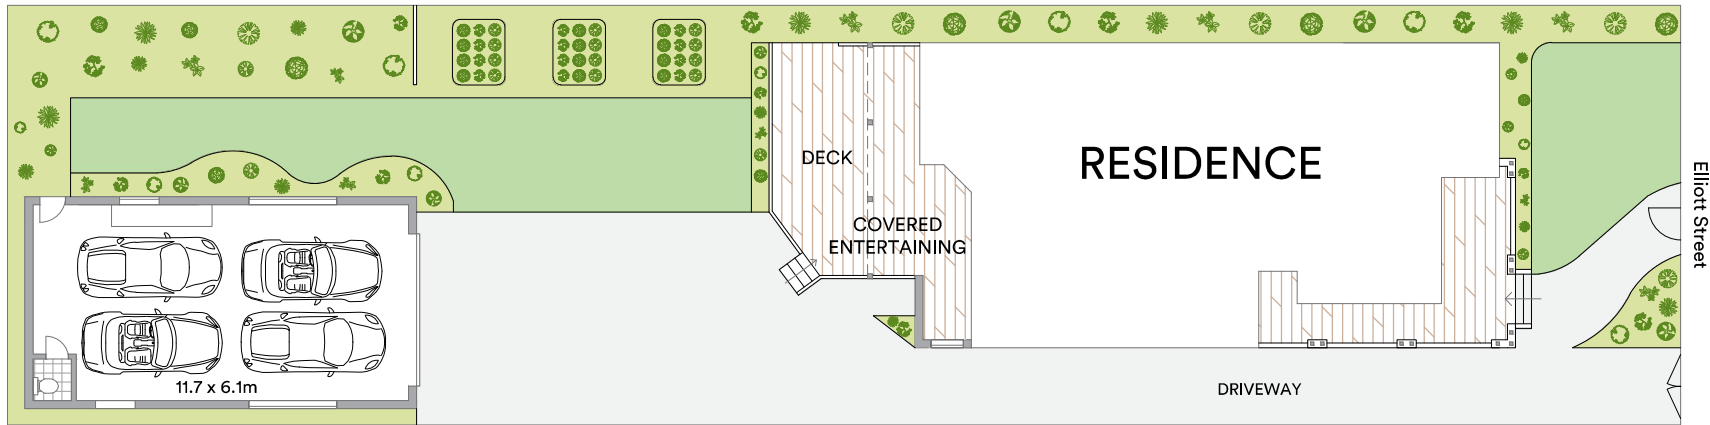 RESIDENCE
DECK
COVERED
ENTERTAINING
Elliott Street
11.7 x 6.1m
DRIVEWAY